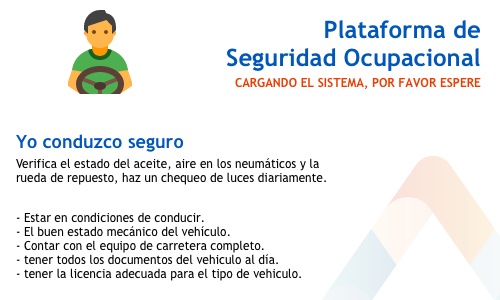 Plataforma de
Seguridad Ocupacional
CARGANDO EL SISTEMA, POR FAVOR ESPERE
Yo conduzco seguro
Verifica el estado del aceite, aire en los neumáticos y la
rueda de repuesto, haz un chequeo de luces diariamente.
- Estar en condiciones de conducir.
- El buen estado mecánico del vehículo.
- Contar con el equipo de carretera completo.
- tener todos los documentos del vehiculo al día.
- tener la licencia adecuada para el tipo de vehiculo.